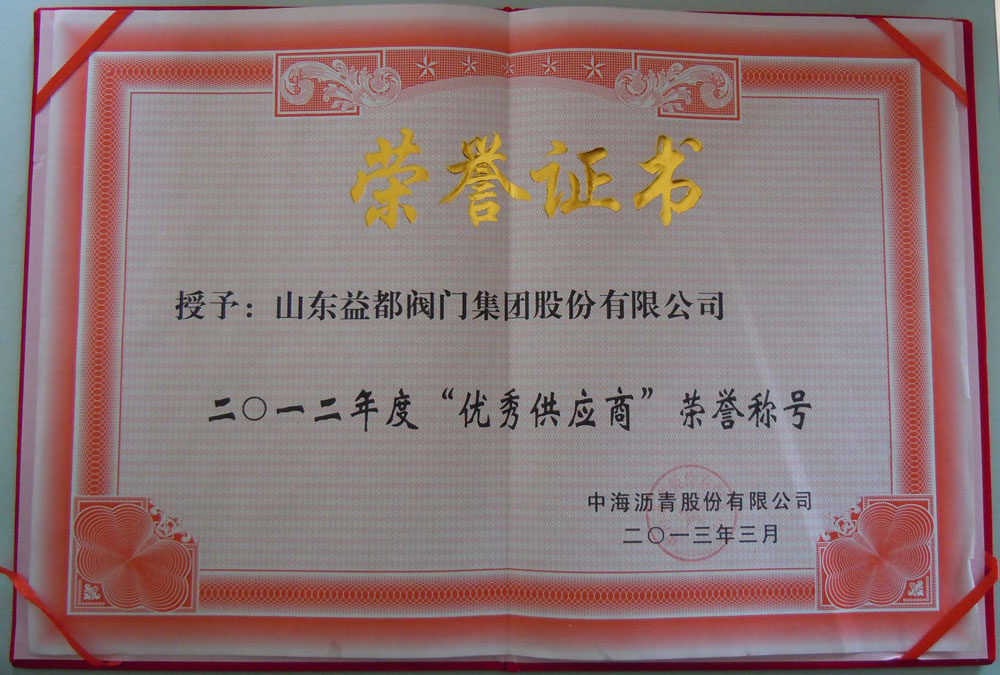 荣誉证书
授予：山东益都阀门集团股份有限公司
二〇一二年度“优秀供应商”荣誉称号
中海沥青股份有限公司
二〇一三年三月